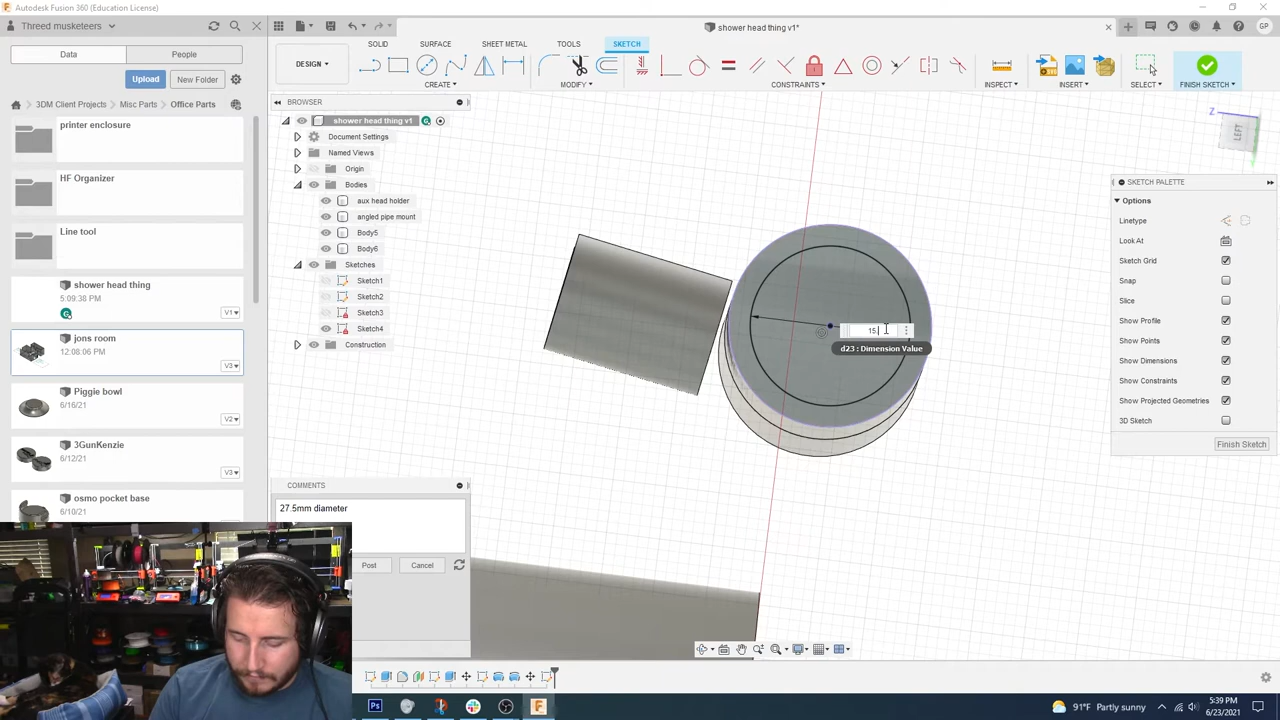 Autodesk Fusion 360 (Education License)
Threed musketeers
shower head thing v1*
GP
Data
People
Upload
New Folder
3DM Client Projects
Misc Parts
Office Parts
printer enclosure
HF Organizer
Line tool
shower head thing
5:09:38 PM
G
V1
jons room
12:08:06 PM
V3
Piggie bowl
6/16/21
V2
3GunKenzie
6/12/21
V3
osmo pocket base
6/10/21
DESIGN
SOLID
SURFACE
SHEET METAL
TOOLS
SKETCH
CREATE
MODIFY
CONSTRAINTS
INSPECT
INSERT
SELECT
FINISH SKETCH
BROWSER
shower head thing v1
G
Document Settings
Named Views
Origin
Bodies
aux head holder
angled pipe mount
Body5
Body6
Sketches
Sketch1
Sketch2
Sketch3
Sketch4
Construction
COMMENTS
27.5mm diameter
Post
Cancel
15
d23 : Dimension Value
Z
LEFT
SKETCH PALETTE
Options
Linetype
Look At
Sketch Grid
Snap
Slice
Show Profile
Show Points
Show Dimensions
Show Constraints
Show Projected Geometries
3D Sketch
Finish Sketch
91°F Partly sunny
5:39 PM
6/23/2021